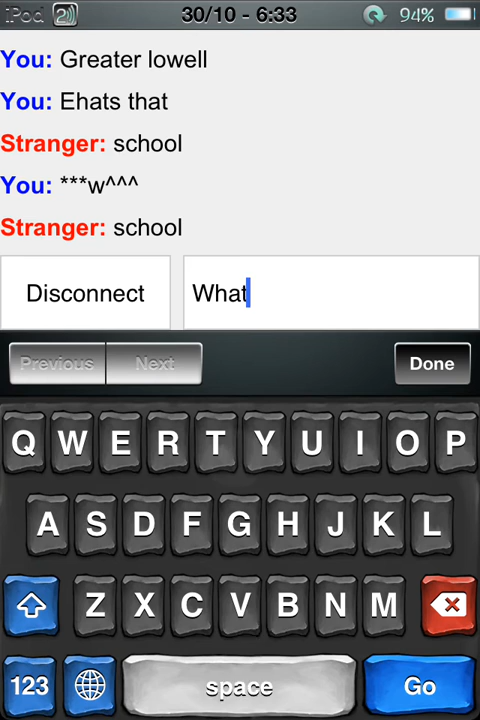 iPod 30/10 - 6:33 94%
You: Greater lowell
You: Ehats that
Stranger: school
You: ***w^^^
Stranger: school
Disconnect What
Previous Next Done
Q W E R T Y U I O P
A S D F G H J K L
Z X C V B N M
123 space Go